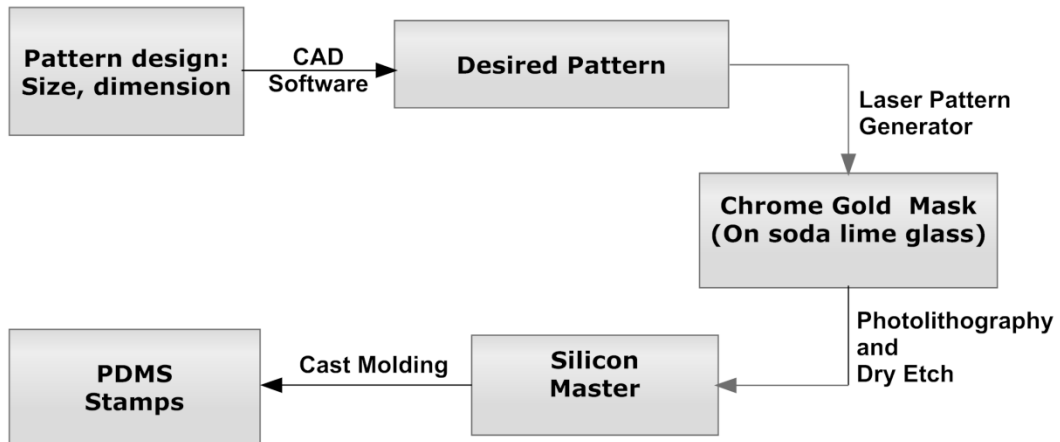 Pattern design:
Size, dimension
CAD
Software
Desired Pattern
Laser Pattern
Generator
Chrome Gold Mask
(On soda lime glass)
Photolithography
and
Dry Etch
Silicon
Master
Cast Molding
PDMS
Stamps